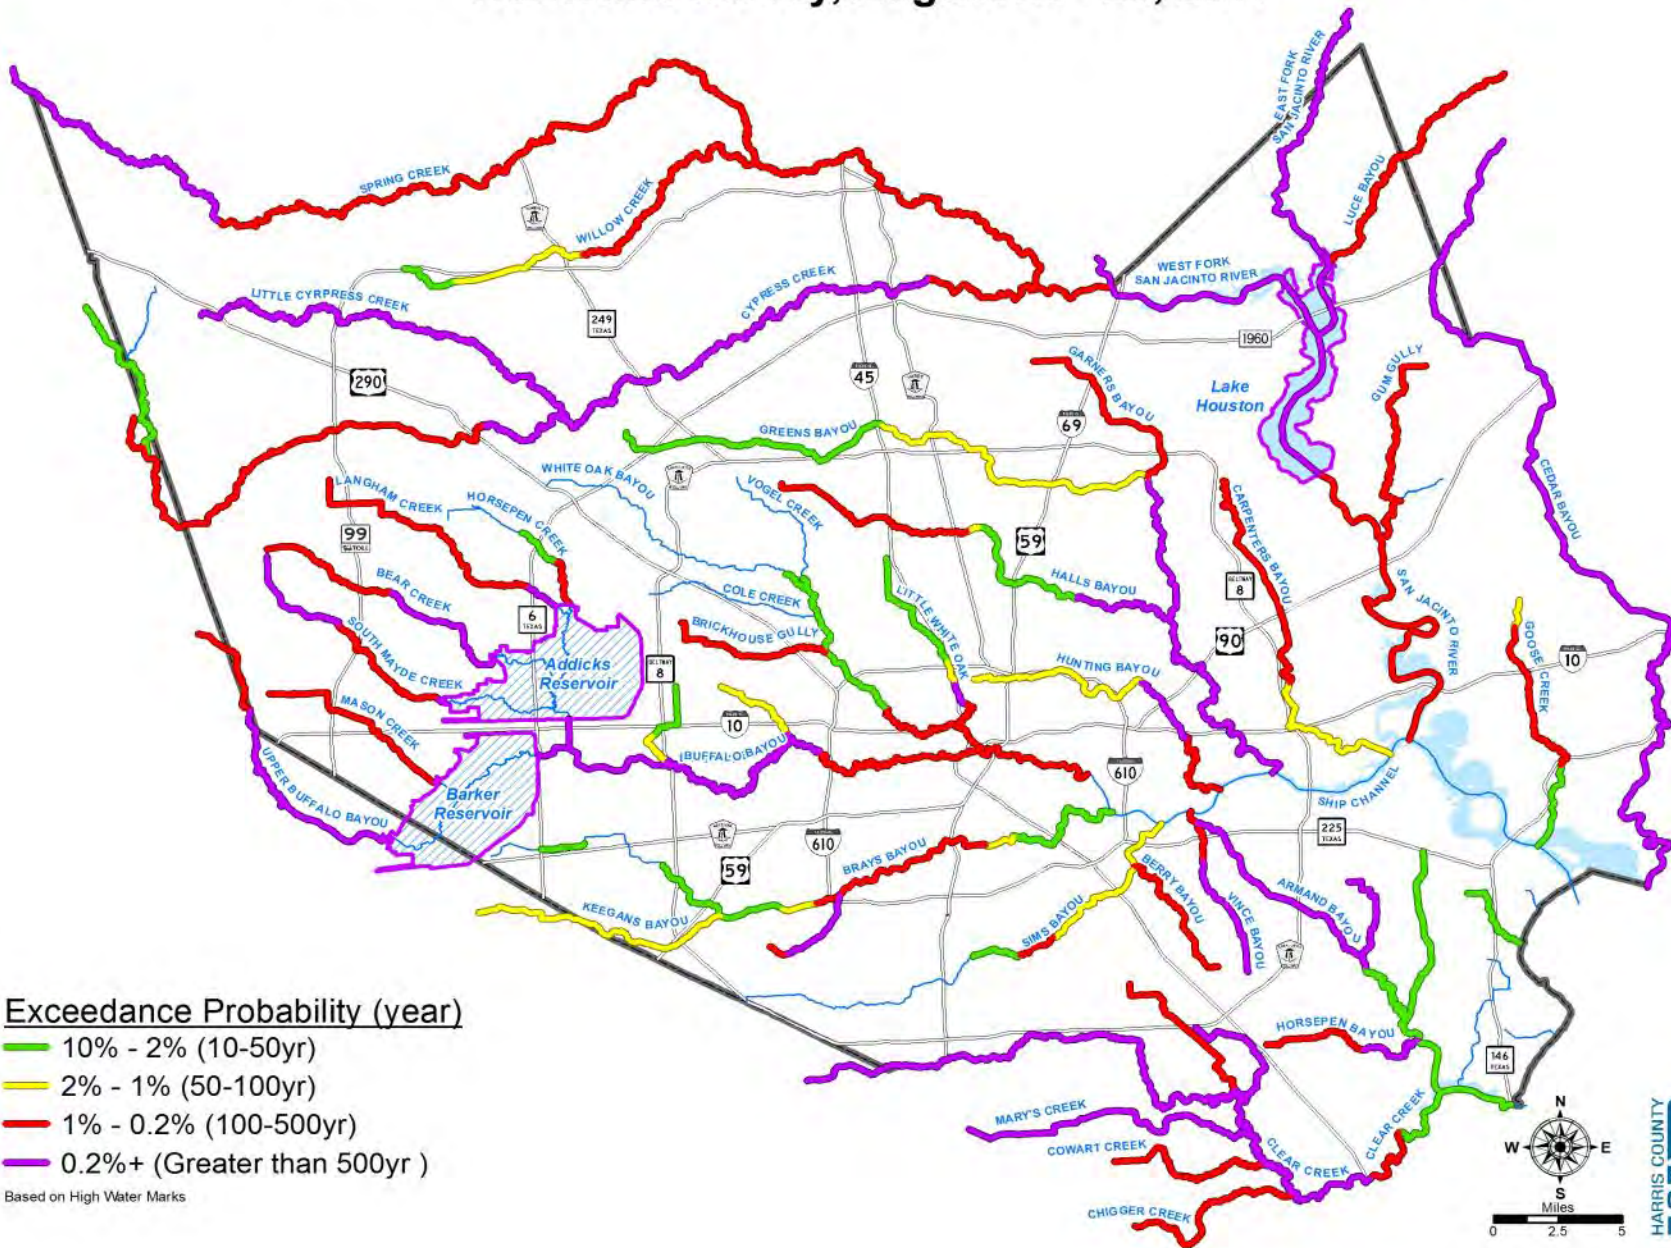 EAST FORK
SAN JACINTO RIVER
LUCE BAYOU
SPRING CREEK
WILLOW CREEK
WEST FORK
SAN JACINTO RIVER
LITTLE CYRPRESS CREEK
CYPRESS CREEK
249
TEXAS
1960
290
45
GARNERS BAYOU
GUM GULLY
Lake
Houston
69
GREENS BAYOU
WHITE OAK BAYOU
VOGEL CREEK
LANGHAM CREEK
HORSEPEN CREEK
CARPENTERS BAYOU
CEDAR BAYOU
99
59
BEAR CREEK
HALLS BAYOU
BELTWAY
8
SAN JACINTO RIVER
COLE CREEK
LITTLE WHITE OAK
6
TEXAS
BRICKHOUSE GULLY
SOUTH MAYDE CREEK
90
GOOSE CREEK
10
Addicks
Reservoir
BELTWAY
8
HUNTING BAYOU
MASON CREEK
10
BUFFALO BAYOU
UPPER BUFFALO BAYOU
610
Barker
Reservoir
SHIP CHANNEL
225
TEXAS
610
59
BRAYS BAYOU
BERRY BAYOU
VINCE BAYOU
ARMAND BAYOU
KEEGANS BAYOU
SIMS BAYOU
Exceedance Probability (year)
10% - 2% (10-50yr)
2% - 1% (50-100yr)
1% - 0.2% (100-500yr)
0.2%+ (Greater than 500yr )
Based on High Water Marks
HORSEPEN BAYOU
146
TEXAS
MARY'S CREEK
COWART CREEK
CLEAR CREEK
CLEAR CREEK
CHIGGER CREEK
N
W
E
S
Miles
0 2.5 5
HARRIS COUNTY